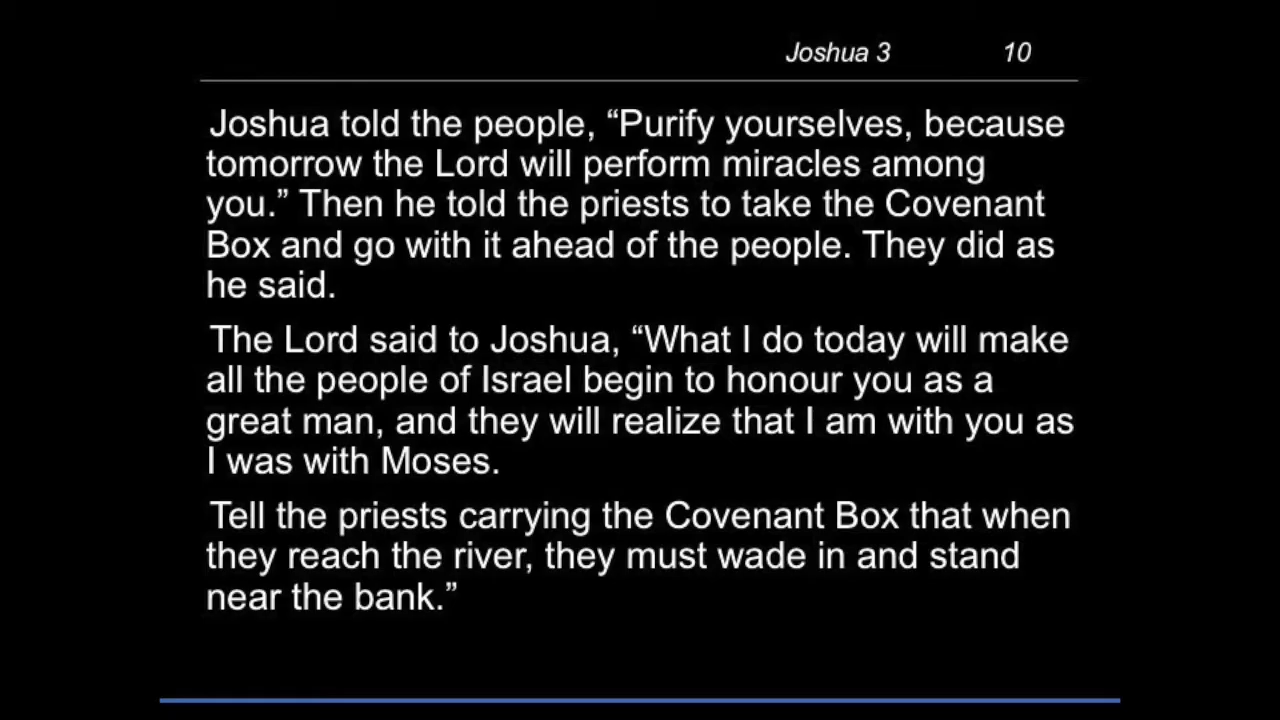 Joshua 3 10
Joshua told the people, “Purify yourselves, because
tomorrow the Lord will perform miracles among
you.” Then he told the priests to take the Covenant
Box and go with it ahead of the people. They did as
he said.
The Lord said to Joshua, “What I do today will make
all the people of Israel begin to honour you as a
great man, and they will realize that I am with you as
I was with Moses.
Tell the priests carrying the Covenant Box that when
they reach the river, they must wade in and stand
near the bank.”